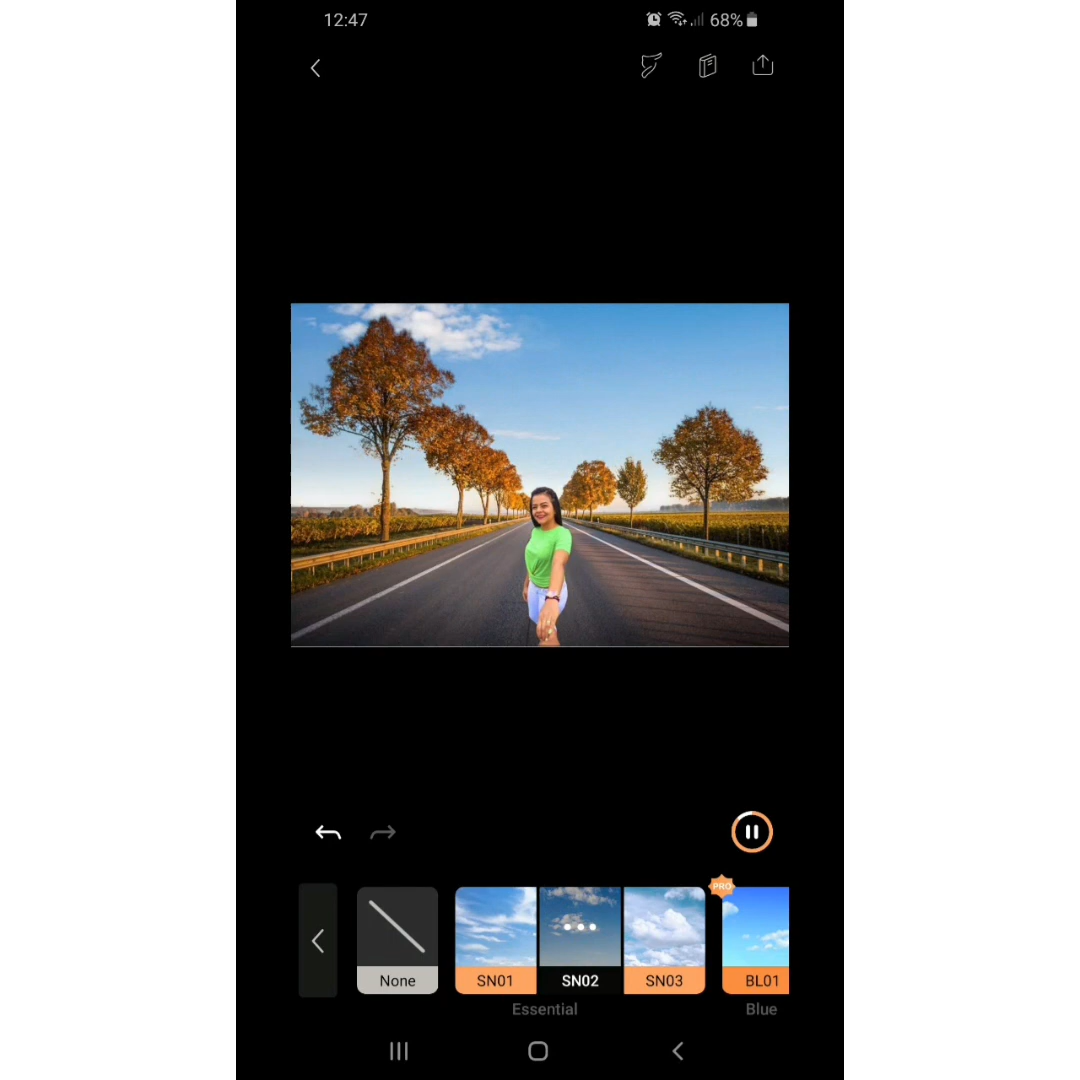 12:47
68%
PRO
None
SN01
SN02
SN03
BL01
Essential
Blue